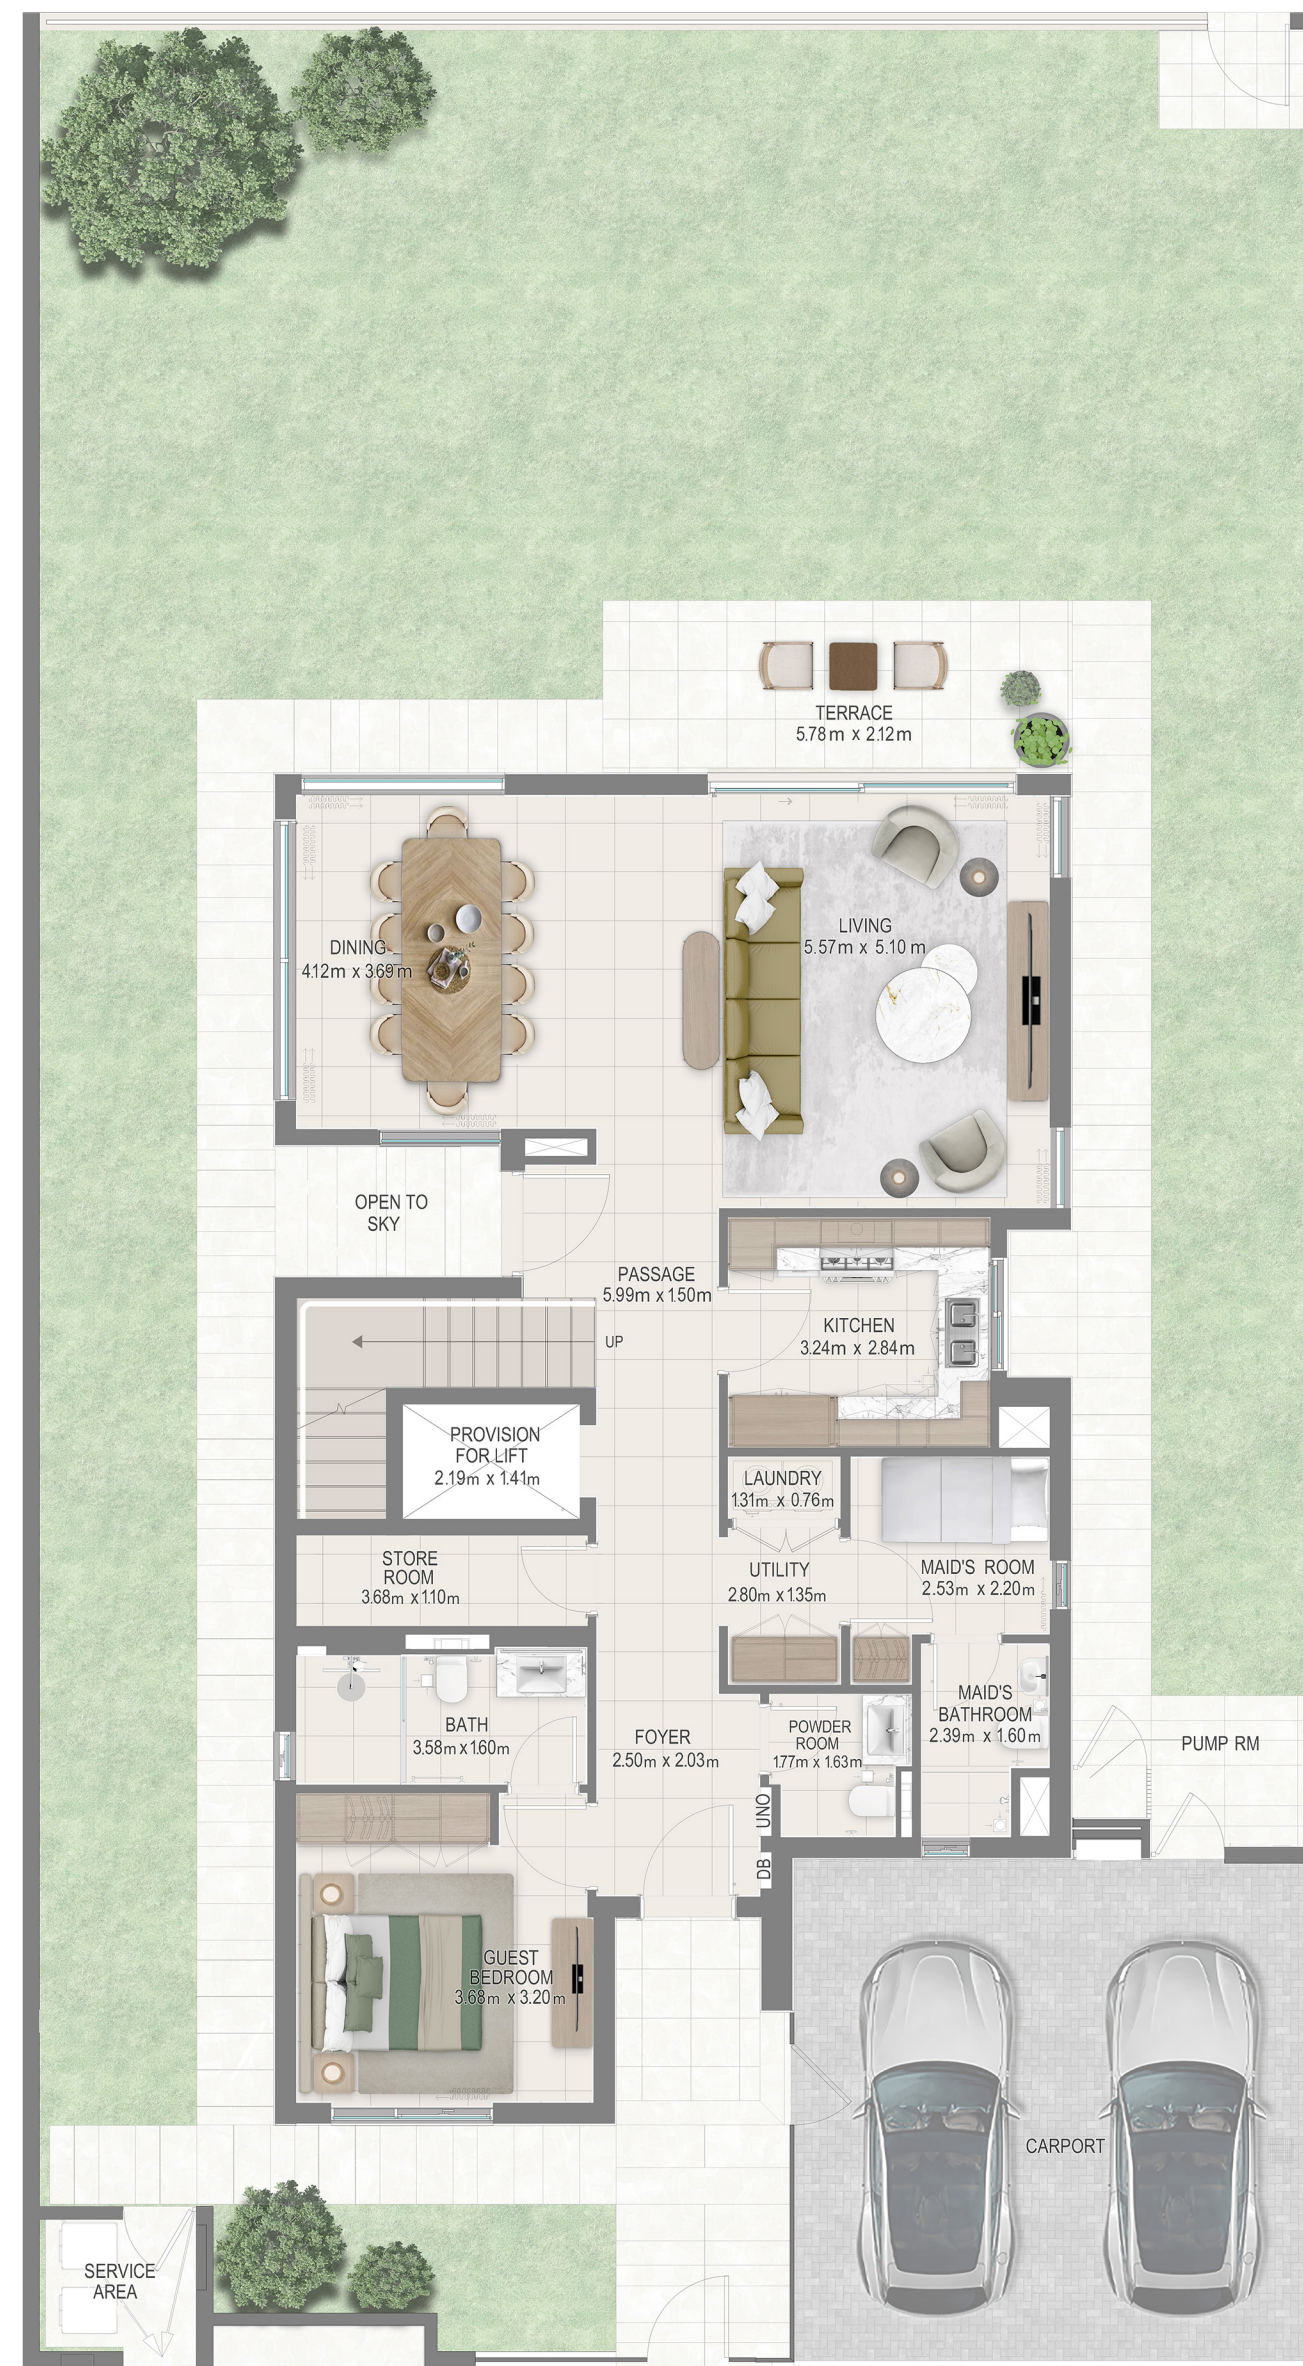 TERRACE
5.78m x 2.12m
LIVING
5.57m x 5.10m
DINING
4.12m x 3.69m
OPEN TO
SKY
PASSAGE
5.99m x 1.50m
UP
KITCHEN
3.24m x 2.84m
PROVISION
FOR LIFT
2.19m x 1.41m
LAUNDRY
1.31m x 0.76m
STORE
ROOM
3.68m x 1.10m
UTILITY
2.80m x 1.35m
MAID'S ROOM
2.53m x 2.20m
BATH
3.58m x 1.60m
FOYER
2.50m x 2.03m
POWDER
ROOM
1.77m x 1.63m
MAID'S
BATHROOM
2.39m x 1.60m
PUMP RM
UNO
DB
GUEST
BEDROOM
3.68m x 3.20m
CARPORT
SERVICE
AREA